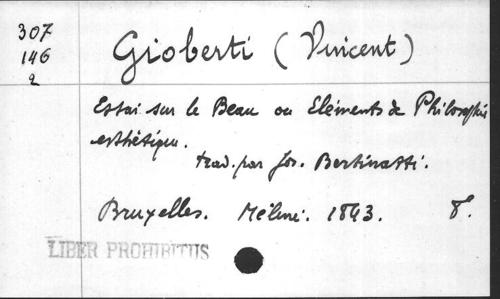 307
146
2
Gioberti (Vincent)
Essai sur le Beau ou Eléments de Philosophie
esthétique.
trad. par Jos. Bertinatti.
Bruxelles. Méline. 1843. 8°.
LIBER PROHIBITUS